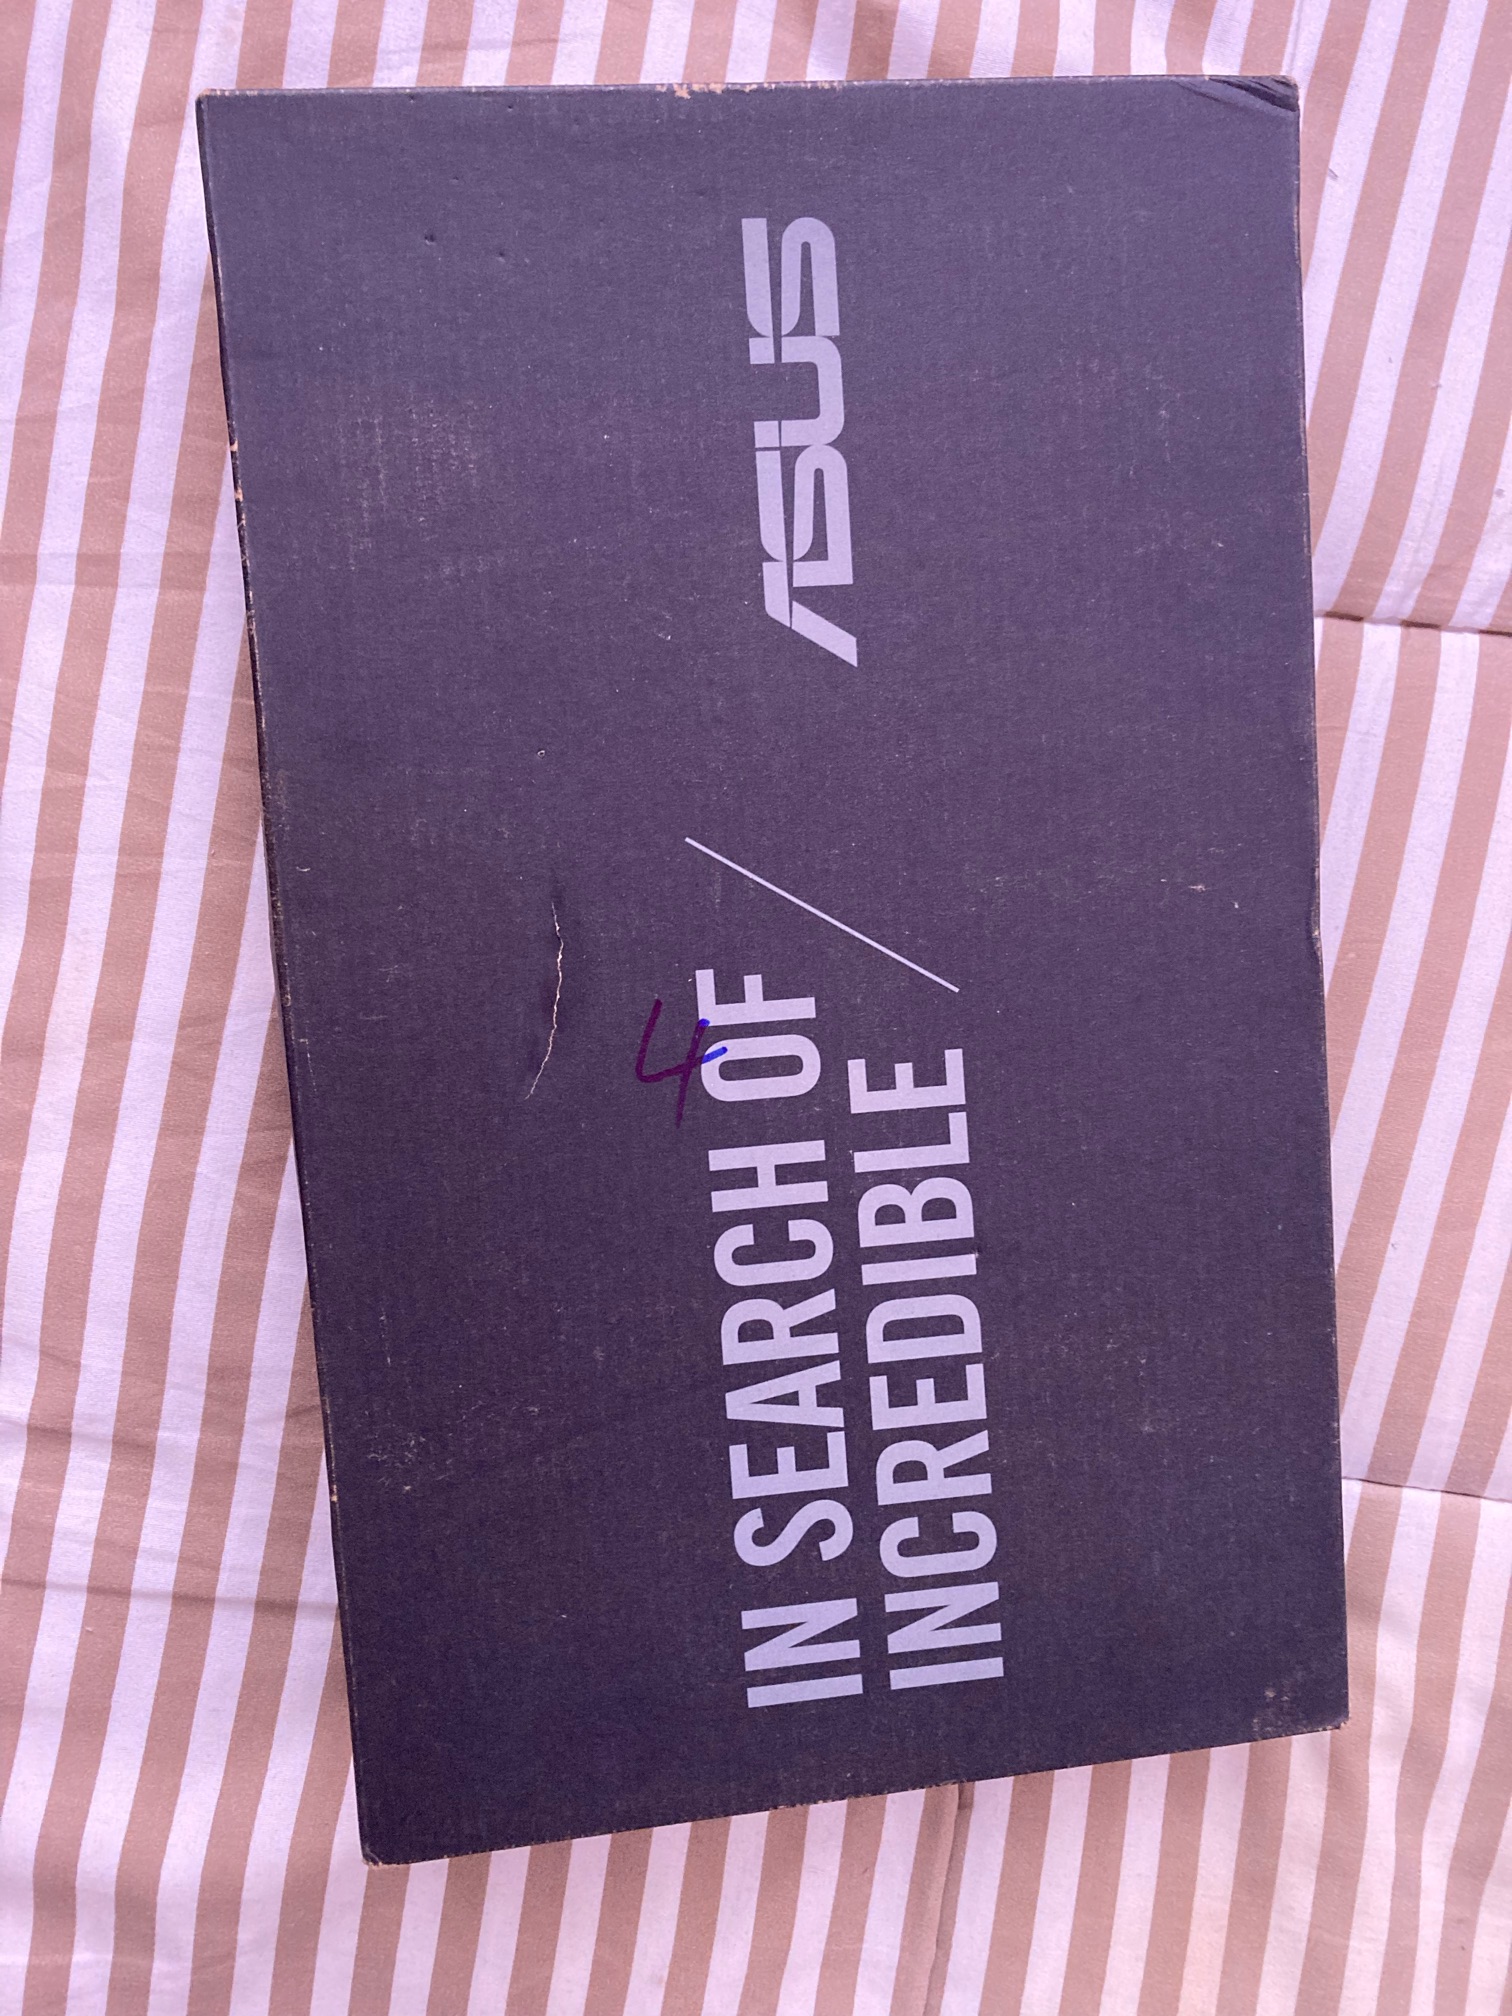 IN SEARCH OF
INCREDIBLE
ASUS
4